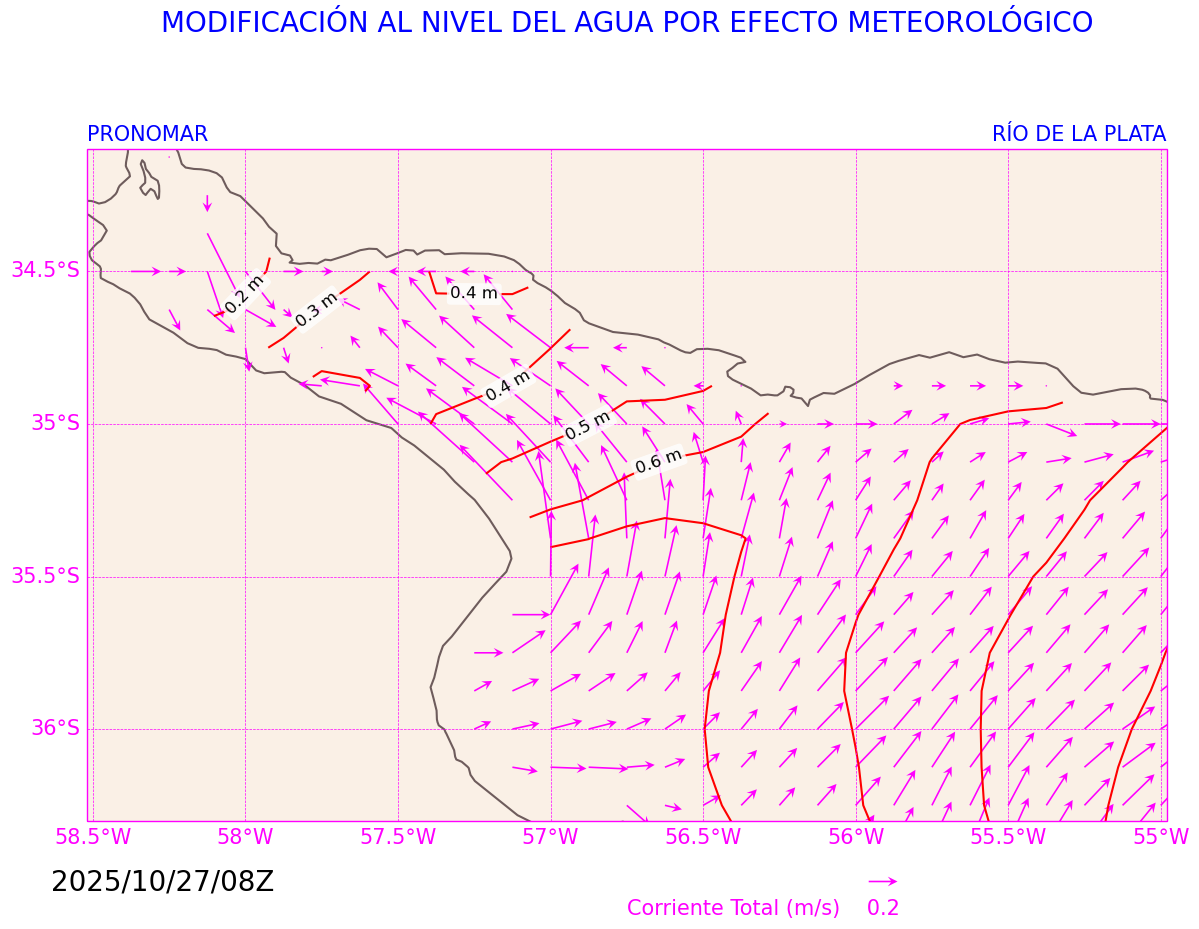 MODIFICACIÓN AL NIVEL DEL AGUA POR EFECTO METEOROLÓGICO
PRONOMAR
RÍO DE LA PLATA
34.5°S
35°S
35.5°S
36°S
0.2 m
0.3 m
0.4 m
0.4 m
0.5 m
0.6 m
58.5°W 58°W 57.5°W 57°W 56.5°W 56°W 55.5°W 55°W
2025/10/27/08Z
Corriente Total (m/s) 0.2